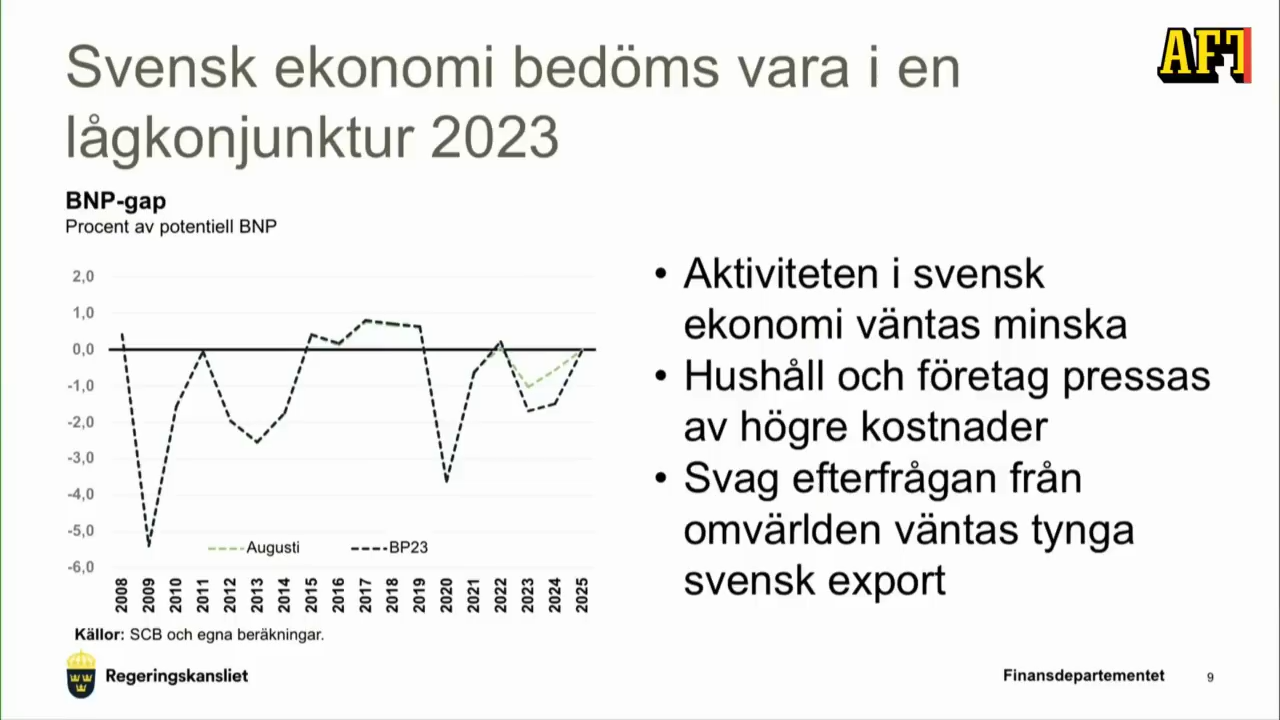 Svensk ekonomi bedöms vara i en
lågkonjunktur 2023
AFT
BNP-gap
Procent av potentiell BNP
2,0
1,0
0,0
-1,0
-2,0
-3,0
-4,0
-5,0
-6,0
Augusti
BP23
2008
2009
2010
2011
2012
2013
2014
2015
2016
2017
2018
2019
2020
2021
2022
2023
2024
2025
Källor: SCB och egna beräkningar.
• Aktiviteten i svensk
ekonomi väntas minska
• Hushåll och företag pressas
av högre kostnader
• Svag efterfrågan från
omvärlden väntas tynga
svensk export
Regeringskansliet
Finansdepartementet
9